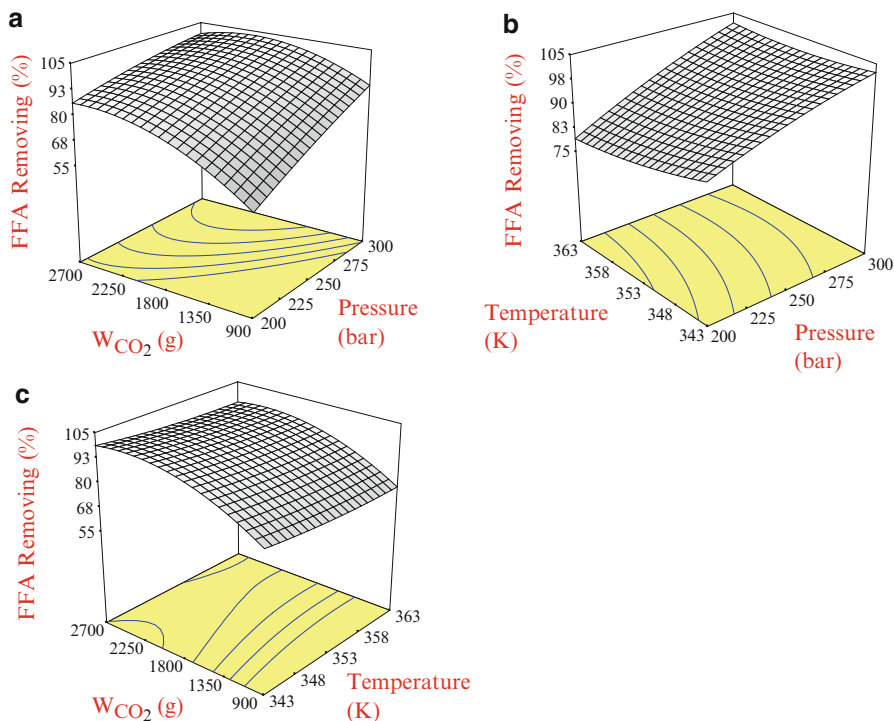 a
FFA Removing (%)
105
93
80
68
55
2700
2250
1800
1350
900
W_CO2 (g)
200
225
250
275
300
Pressure
(bar)
b
FFA Removing (%)
105
98
90
83
75
363
358
353
348
343
Temperature
(K)
200
225
250
275
300
Pressure
(bar)
c
FFA Removing (%)
105
93
80
68
55
2700
2250
1800
1350
900
W_CO2 (g)
343
348
353
358
363
Temperature
(K)